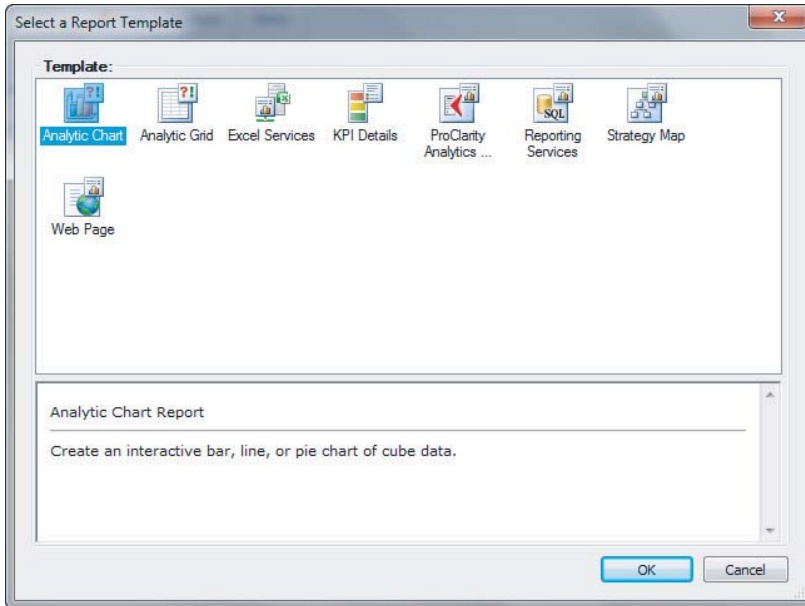 Select a Report Template
Template:
Analytic Chart Analytic Grid Excel Services KPI Details ProClarity Analytics ... Reporting Services Strategy Map
Web Page
Analytic Chart Report
Create an interactive bar, line, or pie chart of cube data.
OK Cancel